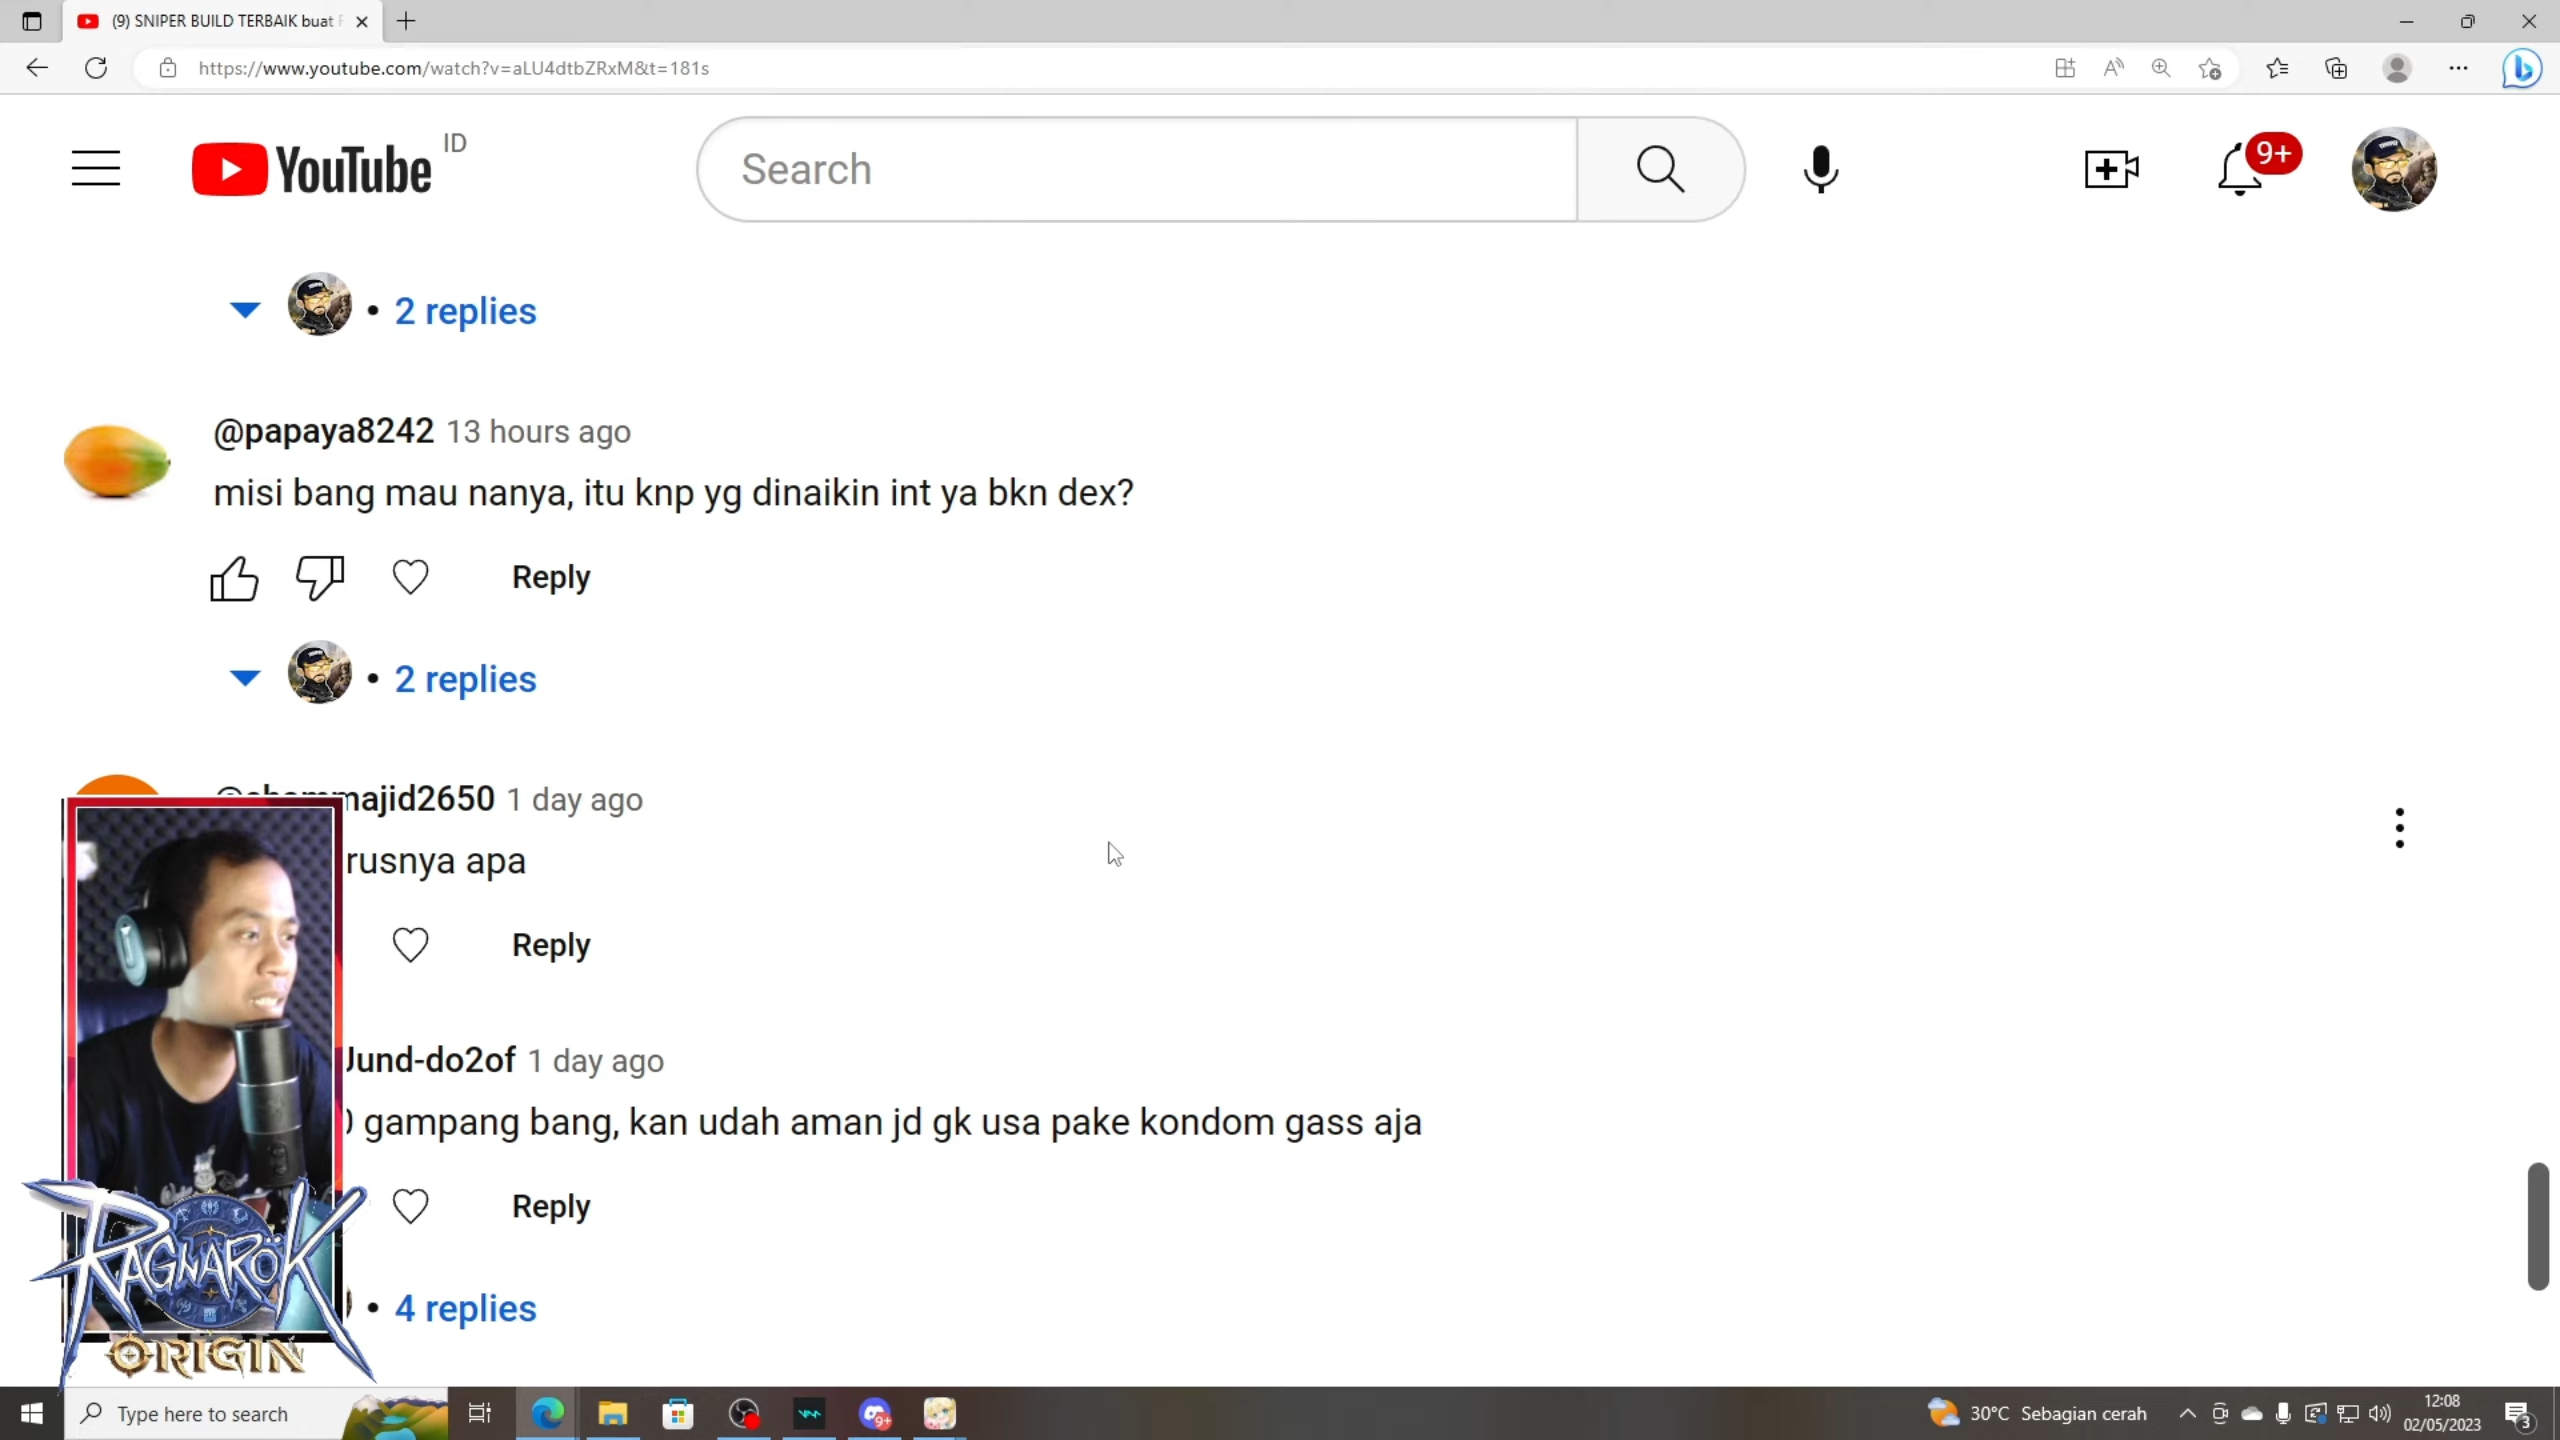 (9) SNIPER BUILD TERBAIK buat
https://www.youtube.com/watch?v=aLU4dtbZRxM&t=181s
YouTube ID
Search
9+
2 replies
@papaya8242 13 hours ago
misi bang mau nanya, itu knp yg dinaikin int ya bkn dex?
Reply
2 replies
1 day ago
rusnya apa
Reply
Jund-do2of 1 day ago
gampang bang, kan udah aman jd gk usa pake kondom gass aja
Reply
4 replies
RAGNARÖK
ORIGIN
Type here to search
9+
30°C Sebagian cerah
12:08
02/05/2023
3